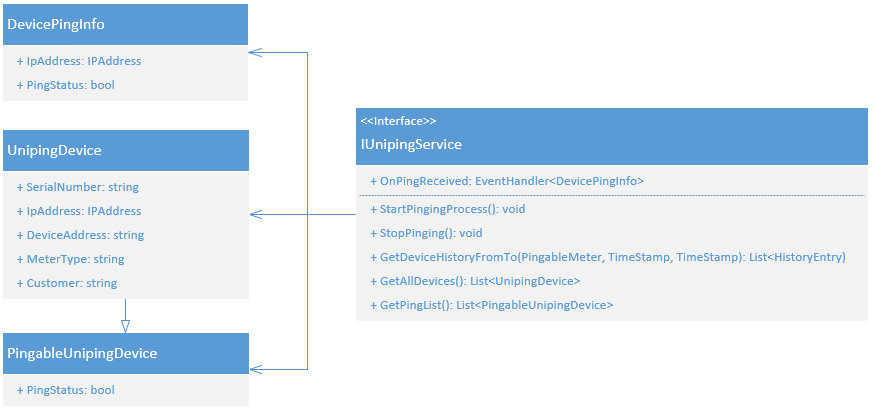 DevicePingInfo
+ IpAddress: IPAddress
+ PingStatus: bool
UnipingDevice
+ SerialNumber: string
+ IpAddress: IPAddress
+ DeviceAddress: string
+ MeterType: string
+ Customer: string
PingableUnipingDevice
+ PingStatus: bool
<<Interface>>
IUnipingService
+ OnPingReceived: EventHandler<DevicePingInfo>
+ StartPingingProcess(): void
+ StopPinging(): void
+ GetDeviceHistoryFromTo(PingableMeter, TimeStamp, TimeStamp): List<HistoryEntry)
+ GetAllDevices(): List<UnipingDevice>
+ GetPingList(): List<PingableUnipingDevice>